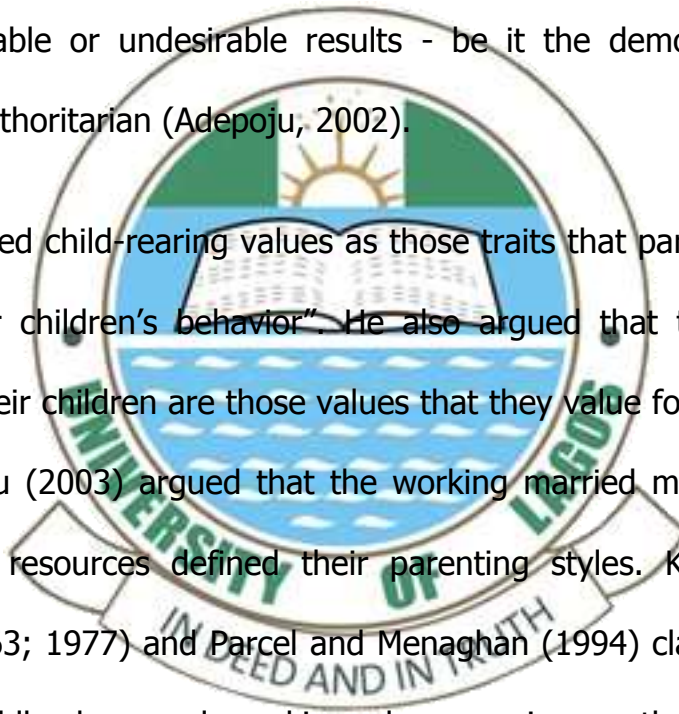 able or undesirable results - be it the demo
thoritarian (Adepoju, 2002).
ed child-rearing values as those traits that par
children's behavior". He also argued that t
eir children are those values that they value fo
u (2003) argued that the working married m
resources defined their parenting styles. K
63; 1977) and Parcel and Menaghan (1994) cla
UNIVERSITY OF LAGOS
IN DEED AND IN TRUTH